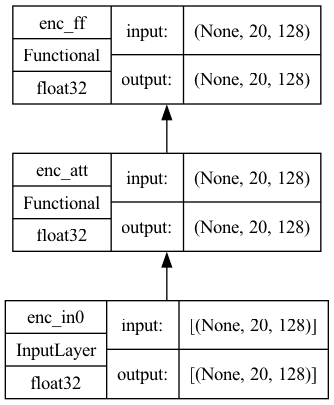 enc_ff
Functional
float32
input:
(None, 20, 128)
output:
(None, 20, 128)
enc_att
Functional
float32
input:
(None, 20, 128)
output:
(None, 20, 128)
enc_in0
InputLayer
float32
input:
[(None, 20, 128)]
output:
[(None, 20, 128)]